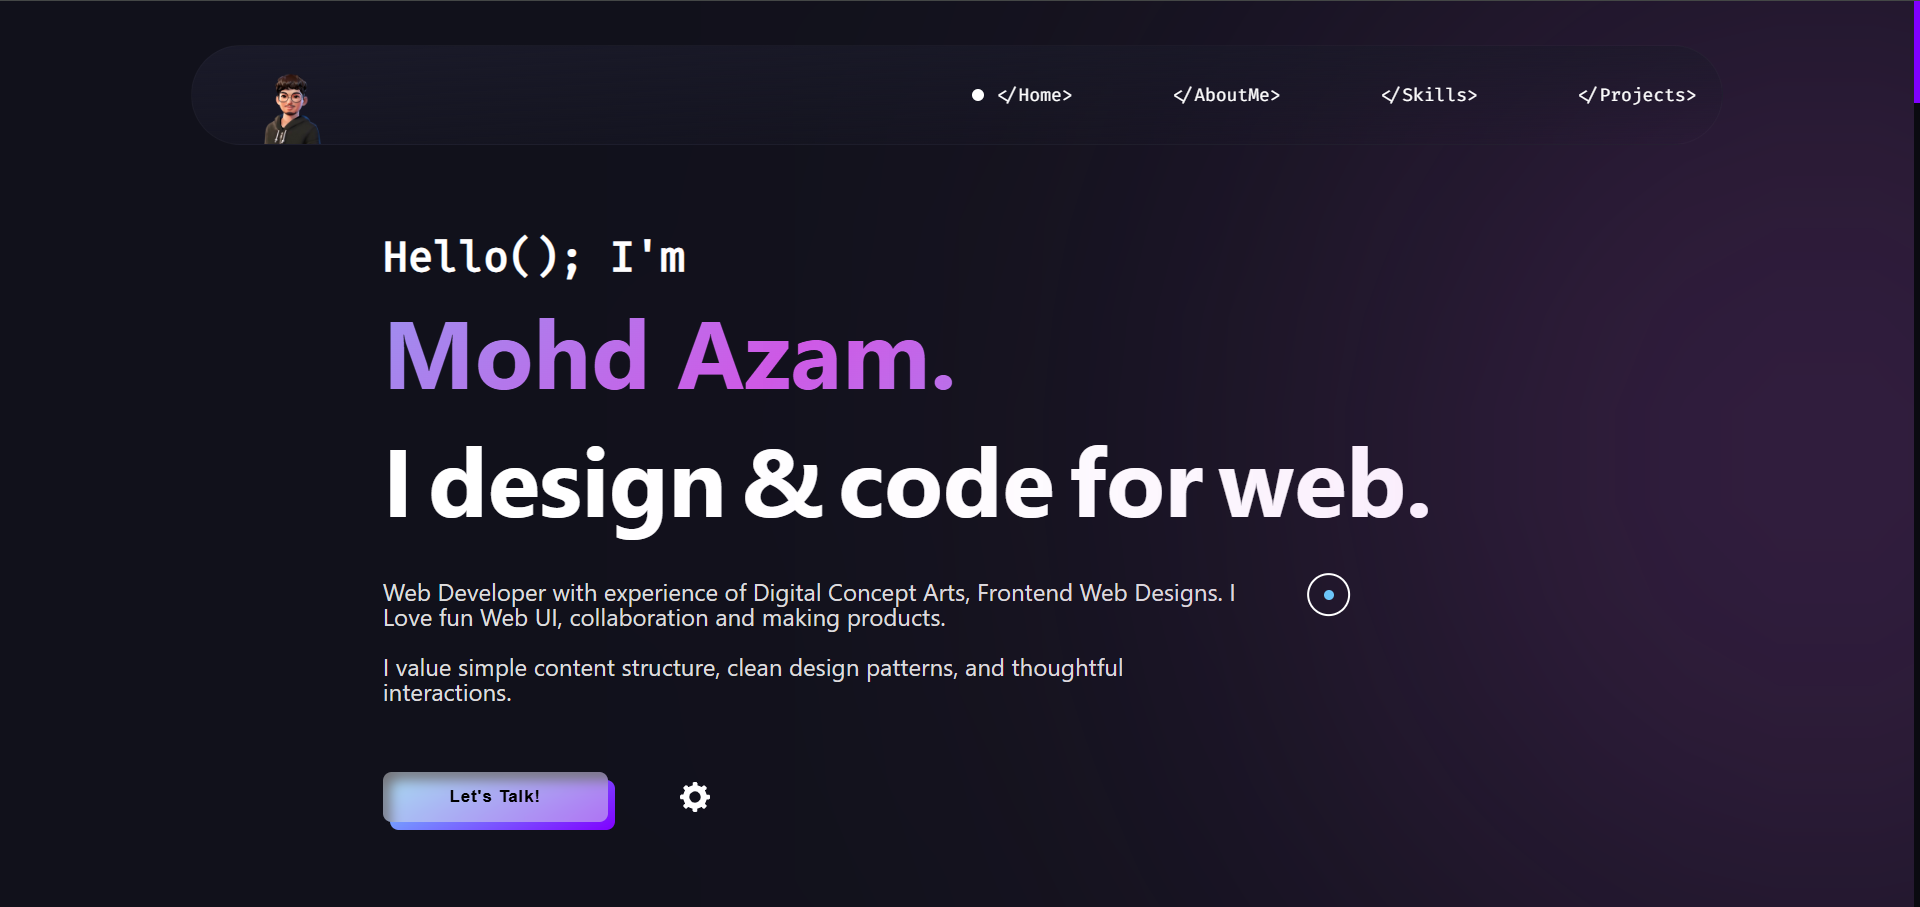 </Home> </AboutMe> </Skills> </Projects>
Hello(); I'm
Mohd Azam.
I design & code for web.
Web Developer with experience of Digital Concept Arts, Frontend Web Designs. I
Love fun Web UI, collaboration and making products.
I value simple content structure, clean design patterns, and thoughtful
interactions.
Let's Talk!